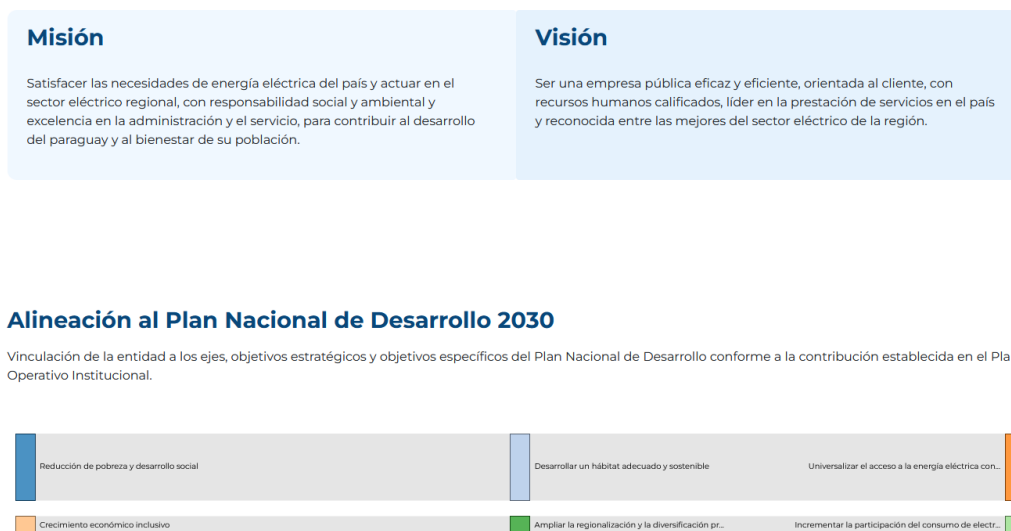 Misión
Satisfacer las necesidades de energía eléctrica del país y actuar en el
sector eléctrico regional, con responsabilidad social y ambiental y
excelencia en la administración y el servicio, para contribuir al desarrollo
del paraguay y al bienestar de su población.
Visión
Ser una empresa pública eficaz y eficiente, orientada al cliente, con
recursos humanos calificados, líder en la prestación de servicios en el país
y reconocida entre las mejores del sector eléctrico de la región.
Alineación al Plan Nacional de Desarrollo 2030
Vinculación de la entidad a los ejes, objetivos estratégicos y objetivos específicos del Plan Nacional de Desarrollo conforme a la contribución establecida en el Pla
Operativo Institucional.
Reducción de pobreza y desarrollo social
Desarrollar un hábitat adecuado y sostenible
Universalizar el acceso a la energía eléctrica con...
Crecimiento económico inclusivo
Ampliar la regionalización y la diversificación pr...
Incrementar la participación del consumo de electr...